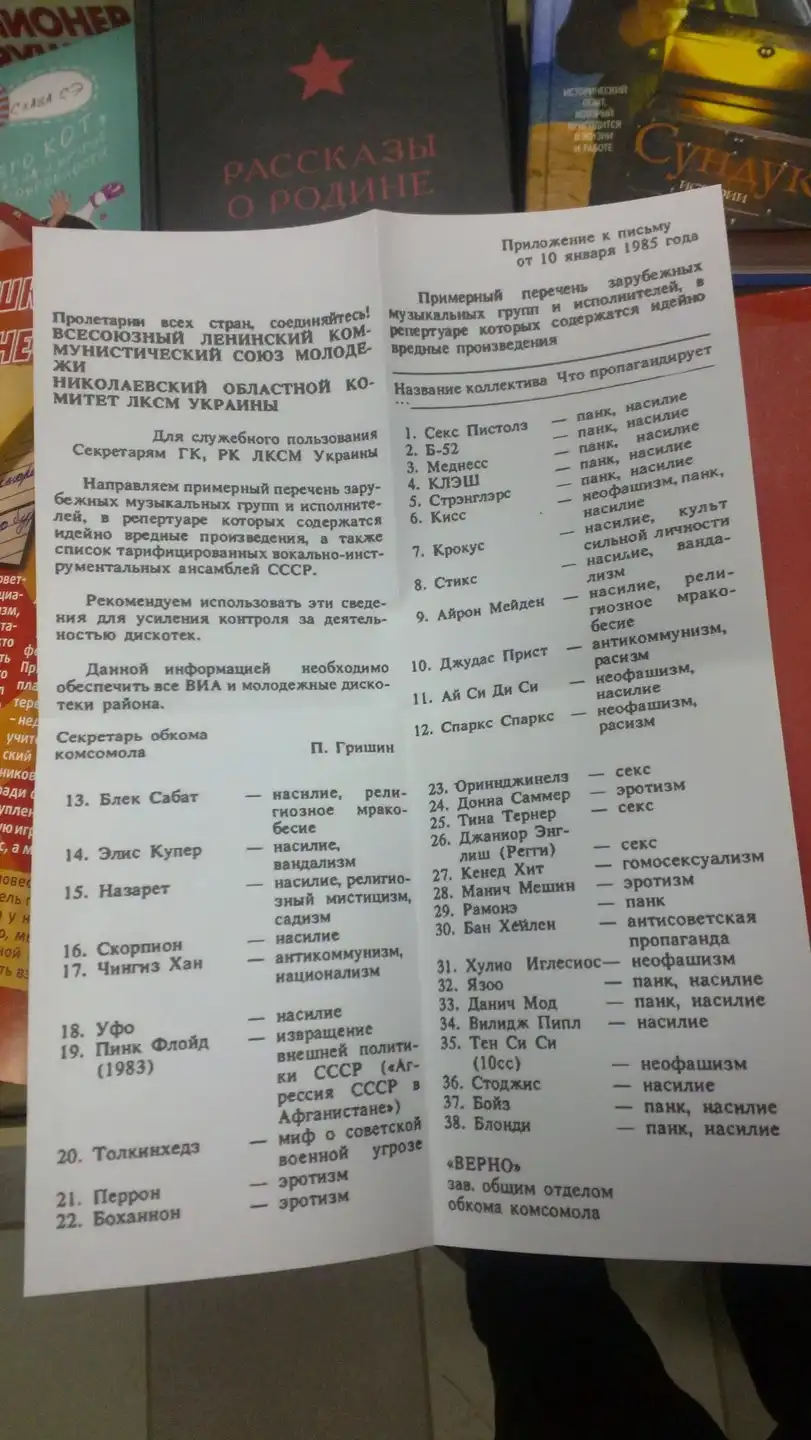 ПИОНЕР
СЛАВА СЭ
РАССКАЗЫ
О РОДИНЕ
ИСТОРИЧЕСКИЙ
ОПЫТ,
КОТОРЫЙ
ПРИГОДИТСЯ
В ЖИЗНИ
И РАБОТЕ
Сундук
Пролетарии всех стран, соединяйтесь!
ВСЕСОЮЗНЫЙ ЛЕНИНСКИЙ КОМ-
МУНИСТИЧЕСКИЙ СОЮЗ МОЛОДЕ-
ЖИ
НИКОЛАЕВСКИЙ ОБЛАСТНОЙ КО-
МИТЕТ ЛКСМ УКРАИНЫ
Для служебного пользования
Секретарям ГК, РК ЛКСМ Украины
Направляем примерный перечень зару-
бежных музыкальных групп и исполните-
лей, в репертуаре которых содержатся
идейно вредные произведения, а также
список тарифицированных вокально-инст-
рументальных ансамблей СССР.
Рекомендуем использовать эти сведе-
ния для усиления контроля за деятель-
ностью дискотек.
Данной информацией необходимо
обеспечить все ВИА и молодежные диско-
теки района.
Секретарь обкома
комсомола П. Гришин
Приложение к письму
от 10 января 1985 года
Примерный перечень зарубежных
музыкальных групп и исполнителей, в
репертуаре которых содержатся идейно
вредные произведения
Название коллектива Что пропагандирует
...
1. Секс Пистолз — панк, насилие
2. Б-52 — панк, насилие
3. Меднесс — панк, насилие
4. КЛЭШ — панк, насилие
5. Стрэнглэрс — панк, насилие
6. Кисс — неофашизм, панк,
насилие
7. Крокус — насилие, культ
сильной личности
8. Стикс — насилие, ванда-
лизм
9. Айрон Мейден — насилие, рели-
гиозное мрако-
бесие
10. Джудас Прист — антикоммунизм,
расизм
11. Ай Си Ди Си — неофашизм,
насилие
12. Спаркс Спаркс — неофашизм,
расизм
13. Блек Сабат — насилие, рели-
гиозное мрако-
бесие
14. Элис Купер — насилие,
вандализм
15. Назарет — насилие, религио-
зный мистицизм,
садизм
16. Скорпион — насилие
17. Чингиз Хан — антикоммунизм,
национализм
18. Уфо — насилие
19. Пинк Флойд — извращение
(1983) внешней полити-
ки СССР («Аг-
рессия СССР в
Афганистане»)
20. Толкинхедз — миф о советской
военной угрозе
21. Перрон — эротизм
22. Боханнон — эротизм
23. Ориннджинелз — секс
24. Донна Саммер — эротизм
25. Тина Тернер — секс
26. Джаниор Энг-
лиш (Регги) — секс
27. Кенед Хит — гомосексуализм
28. Манич Мешин — эротизм
29. Рамонэ — панк
30. Бан Хейлен — антисоветская
пропаганда
31. Хулио Иглесиос— неофашизм
32. Язоо — панк, насилие
33. Данич Мод — панк, насилие
34. Вилидж Пипл — насилие
35. Тен Си Си
(10сс) — неофашизм
36. Стоджис — насилие
37. Бойз — панк, насилие
38. Блонди — панк, насилие
«ВЕРНО»
зав. общим отделом
обкома комсомола